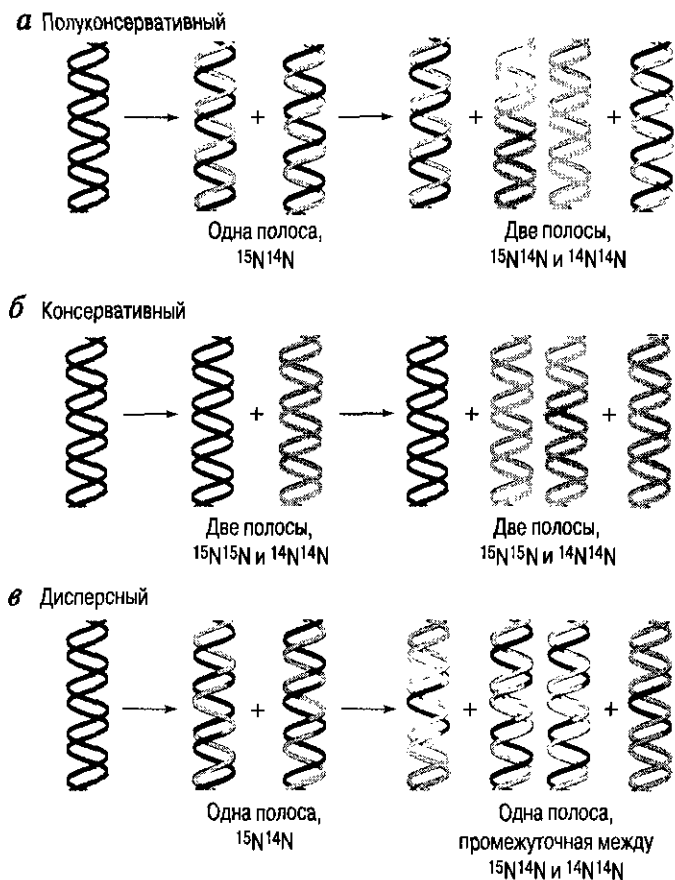 а Полуконсервативный
+ + +
Одна полоса, Две полосы,
¹⁵N¹⁴N ¹⁵N¹⁴N и ¹⁴N¹⁴N
б Консервативный
+ + +
Две полосы, Две полосы,
¹⁵N¹⁵N и ¹⁴N¹⁴N ¹⁵N¹⁵N и ¹⁴N¹⁴N
в Дисперсный
+ + +
Одна полоса, Одна полоса,
¹⁵N¹⁴N промежуточная между
¹⁵N¹⁴N и ¹⁴N¹⁴N